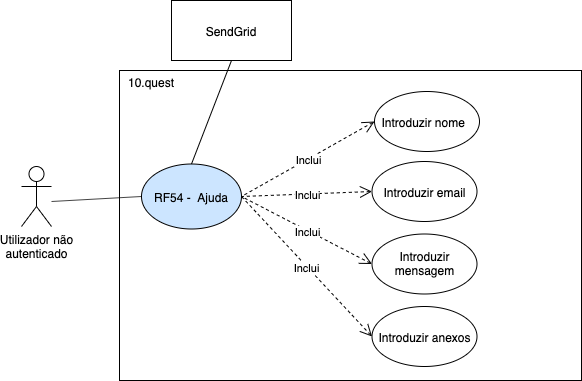 SendGrid
10.quest
Introduzir nome
Inclui
RF54 - Ajuda
Inclui
Introduzir email
Utilizador não
autenticado
Inclui
Introduzir
mensagem
Inclui
Introduzir anexos